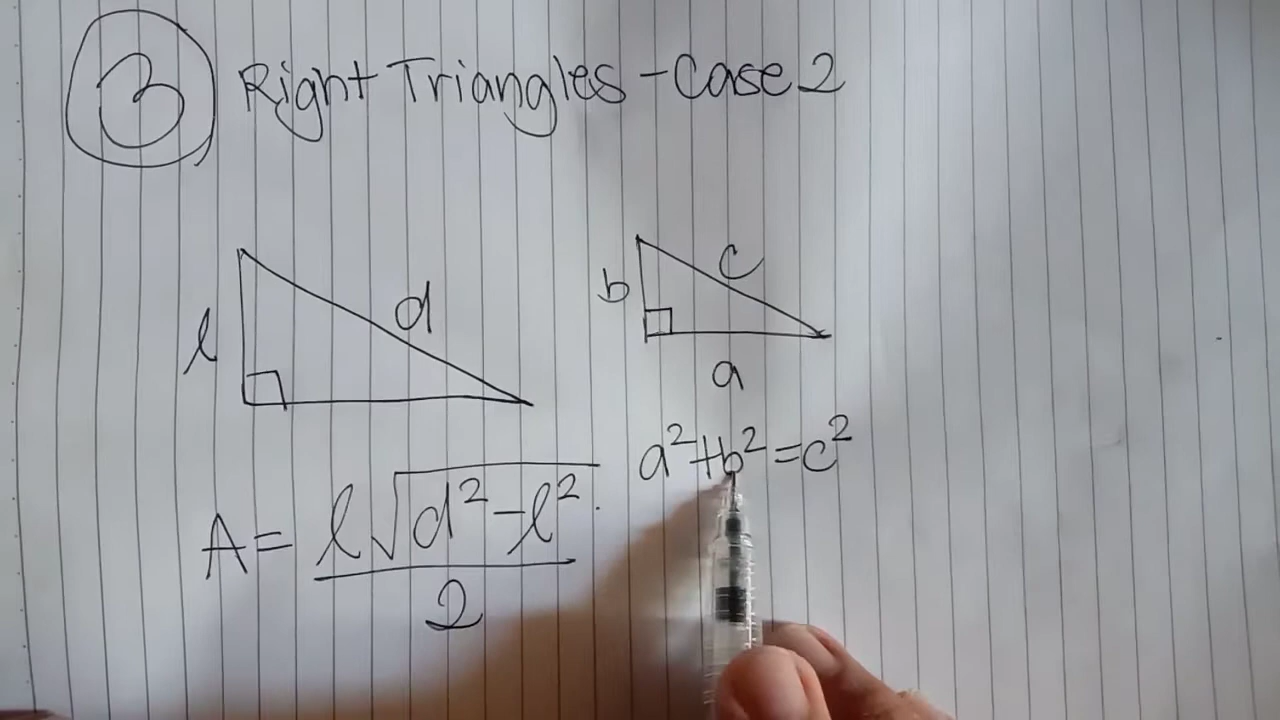 3 Right Triangles - Case 2
l
d
A = l√(d²-l²)/2
b
c
a
a²+b²=c²